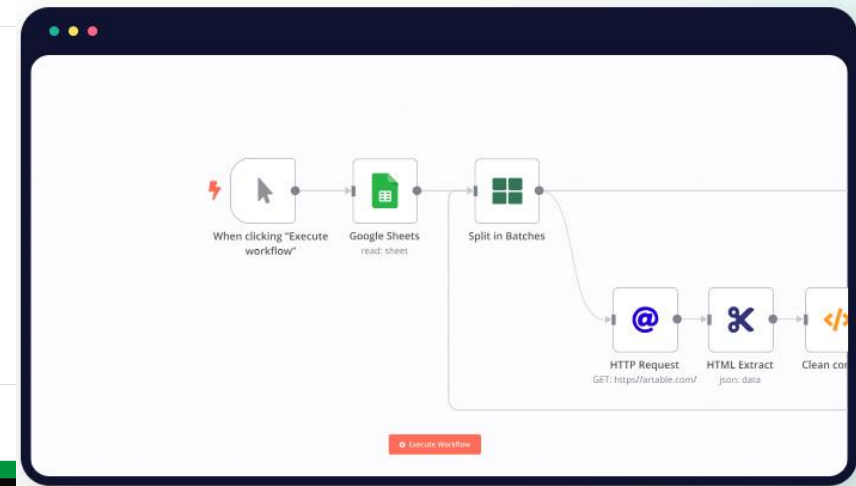 When clicking "Execute
workflow"
Google Sheets
read: sheet
Split in Batches
@
HTTP Request
GET: https//artable.com/
HTML Extract
json: data
</>
Clean con
Execute Workflow